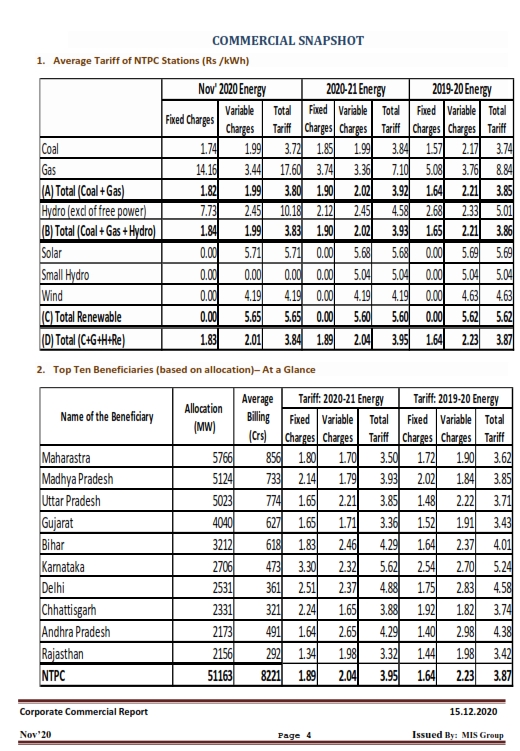 COMMERCIAL SNAPSHOT
1. Average Tariff of NTPC Stations (Rs /kWh)
Nov' 2020 Energy 2020-21 Energy 2019-20 Energy
Fixed Charges Variable Charges Total Tariff Fixed Charges Variable Charges Total Tariff Fixed Charges Variable Charges Total Tariff
Coal 1.74 1.99 3.72 1.85 1.99 3.84 1.57 2.17 3.74
Gas 14.16 3.44 17.60 3.74 3.36 7.10 5.08 3.76 8.84
(A) Total (Coal + Gas) 1.82 1.99 3.80 1.90 2.02 3.92 1.64 2.21 3.85
Hydro (excl of free power) 7.73 2.45 10.18 2.12 2.45 4.58 2.68 2.33 5.01
(B) Total (Coal + Gas + Hydro) 1.84 1.99 3.83 1.90 2.02 3.93 1.65 2.21 3.86
Solar 0.00 5.71 5.71 0.00 5.68 5.68 0.00 5.69 5.69
Small Hydro 0.00 0.00 0.00 0.00 5.04 5.04 0.00 5.04 5.04
Wind 0.00 4.19 4.19 0.00 4.19 4.19 0.00 4.63 4.63
(C) Total Renewable 0.00 5.65 5.65 0.00 5.60 5.60 0.00 5.62 5.62
(D) Total (C+G+H+Re) 1.83 2.01 3.84 1.89 2.04 3.95 1.64 2.23 3.87
2. Top Ten Beneficiaries (based on allocation)– At a Glance
Name of the Beneficiary Allocation (MW) Average Billing (Crs) Tariff: 2020-21 Energy Tariff: 2019-20 Energy
Fixed Charges Variable Charges Total Tariff Fixed Charges Variable Charges Total Tariff
Maharastra 5766 856 1.80 1.70 3.50 1.72 1.90 3.62
Madhya Pradesh 5124 733 2.14 1.79 3.93 2.02 1.84 3.85
Uttar Pradesh 5023 774 1.65 2.21 3.85 1.48 2.22 3.71
Gujarat 4040 627 1.65 1.71 3.36 1.52 1.91 3.43
Bihar 3212 618 1.83 2.46 4.29 1.64 2.37 4.01
Karnataka 2706 473 3.30 2.32 5.62 2.54 2.70 5.24
Delhi 2531 361 2.51 2.37 4.88 1.75 2.83 4.58
Chhattisgarh 2331 321 2.24 1.65 3.88 1.92 1.82 3.74
Andhra Pradesh 2173 491 1.64 2.65 4.29 1.40 2.98 4.38
Rajasthan 2156 292 1.34 1.98 3.32 1.44 1.98 3.42
NTPC 51163 8221 1.89 2.04 3.95 1.64 2.23 3.87
Corporate Commercial Report 15.12.2020
Nov'20 Page 4 Issued By: MIS Group